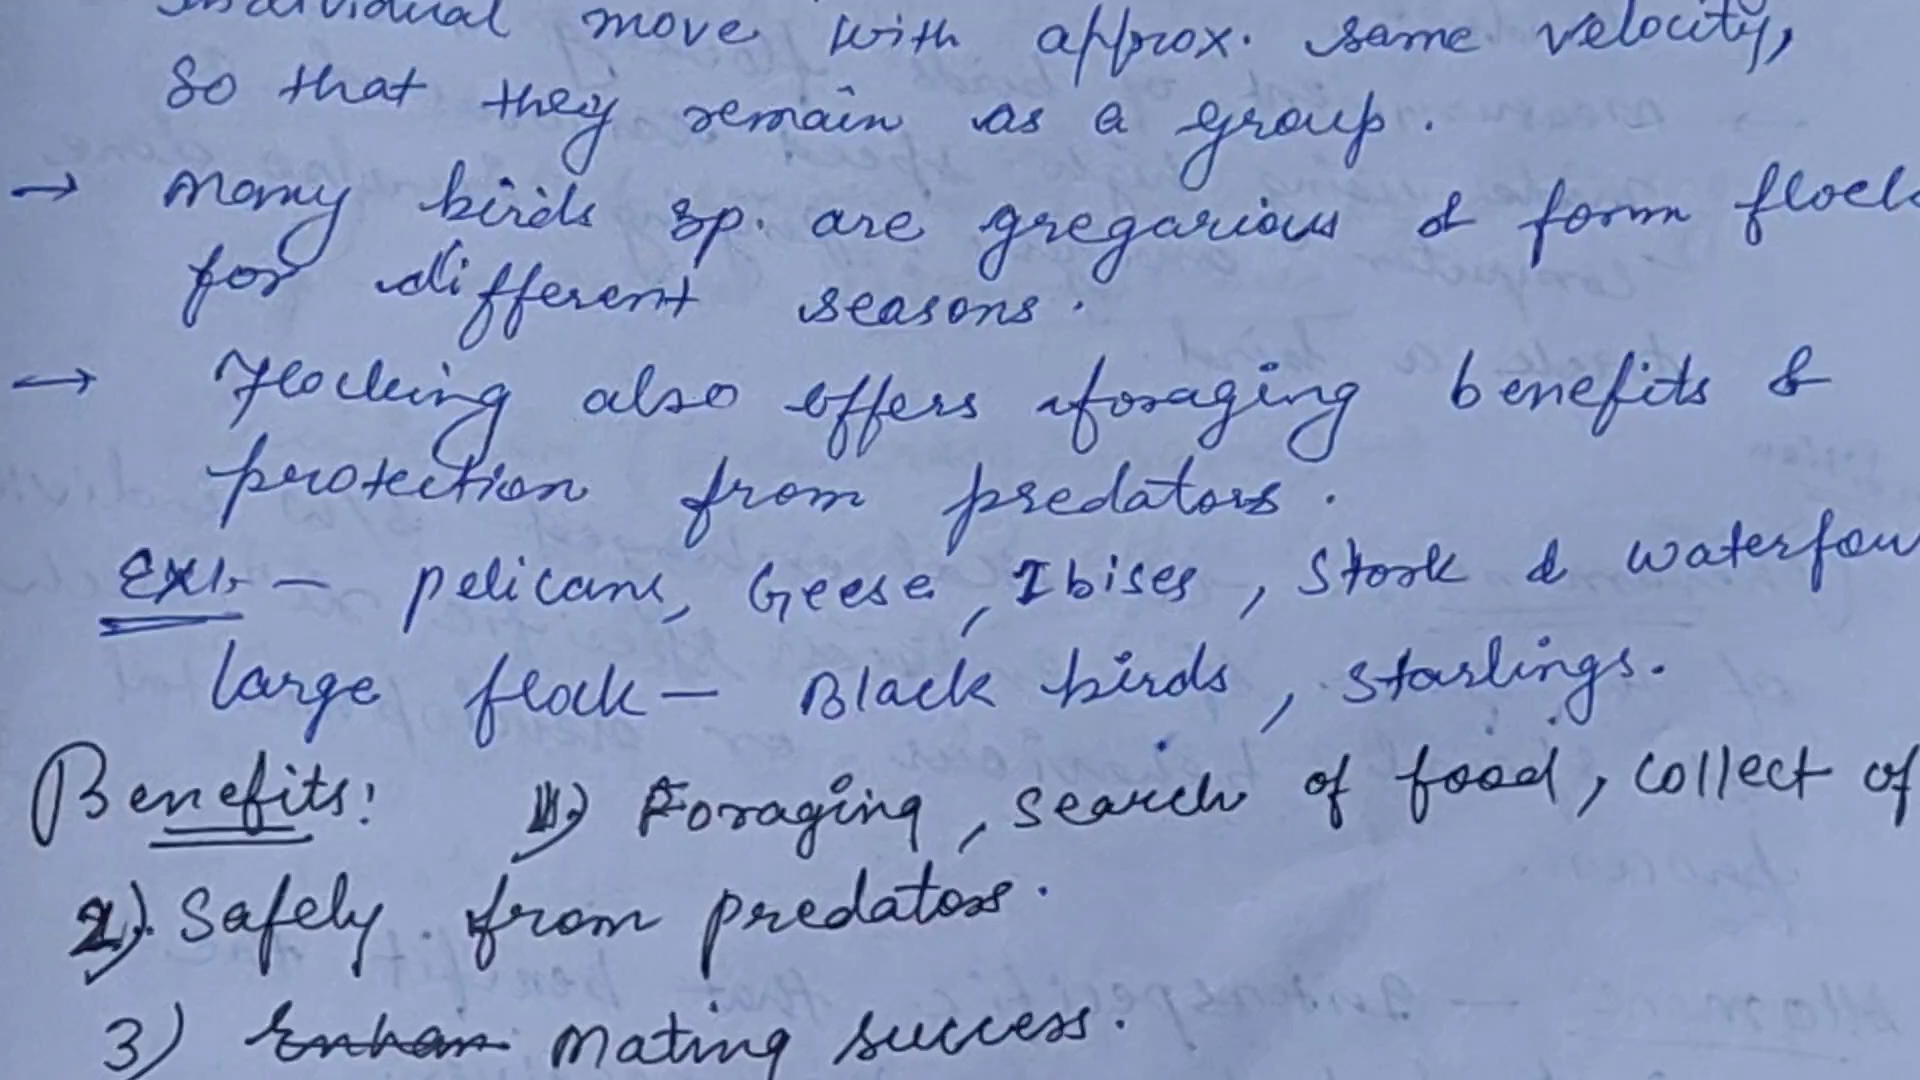 Individual move with approx. same velocity,
So that they remain as a group.
→ Many birds sp. are gregarious & form flock
for different seasons.
→ Flocking also offers foraging benefits &
protection from predators.
Ex:- — Pelicans, Geese, Ibises, Stork & waterfow
large flock — Black birds, starlings.
Benefits: 1) Foraging, search of food, collect of
2) Safely from predators.
3) Enhan Mating success.